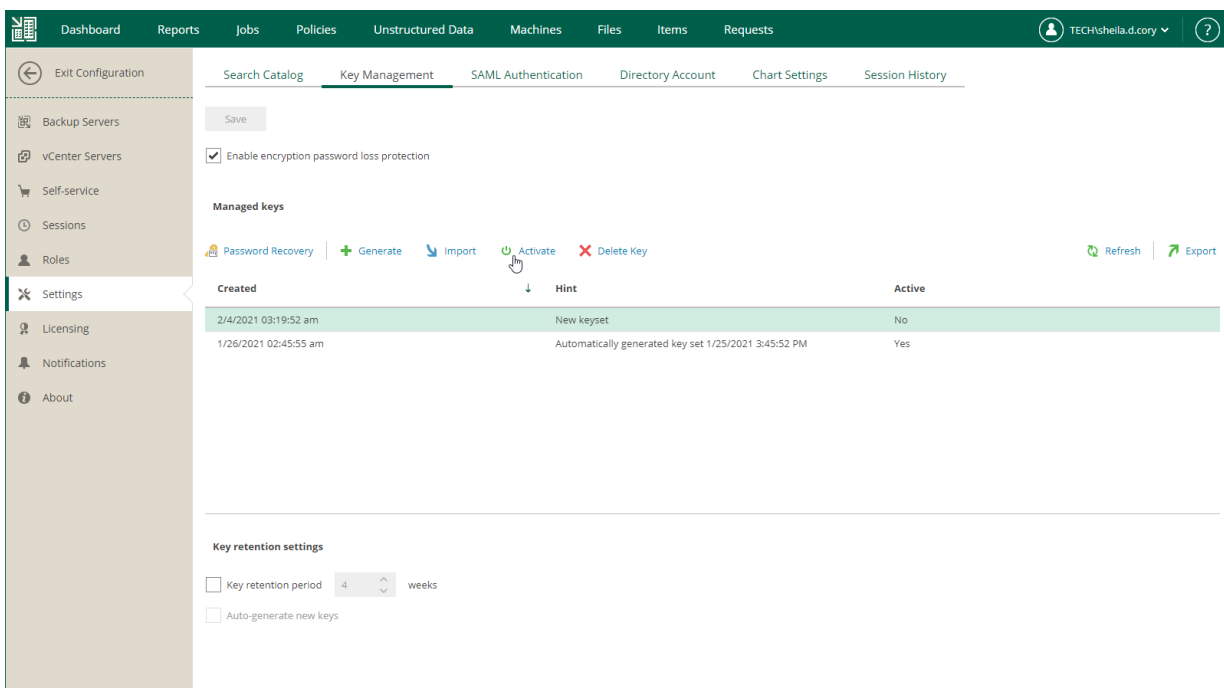 Dashboard Reports Jobs Policies Unstructured Data Machines Files Items Requests TECH\sheila.d.cory ?
Exit Configuration
Backup Servers
vCenter Servers
Self-service
Sessions
Roles
Settings
Licensing
Notifications
About
Search Catalog Key Management SAML Authentication Directory Account Chart Settings Session History
Save
Enable encryption password loss protection
Managed keys
Password Recovery Generate Import Activate Delete Key Refresh Export
Created ↓ Hint Active
2/4/2021 03:19:52 am New keyset No
1/26/2021 02:45:55 am Automatically generated key set 1/25/2021 3:45:52 PM Yes
Key retention settings
Key retention period 4 weeks
Auto-generate new keys